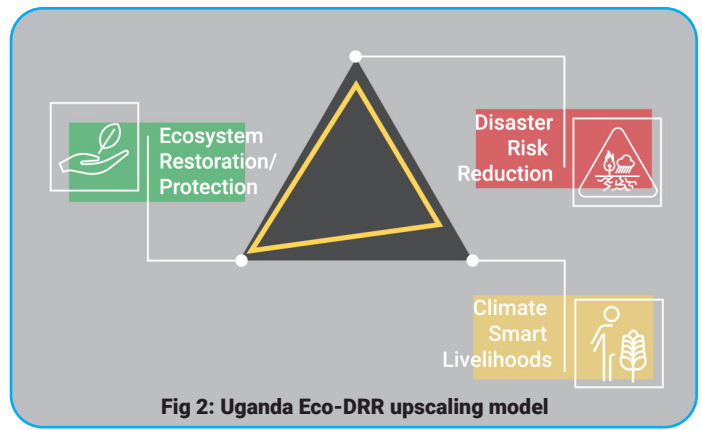 Ecosystem
Restoration/
Protection
Disaster
Risk
Reduction
Climate
Smart
Livelihoods
Fig 2: Uganda Eco-DRR upscaling model